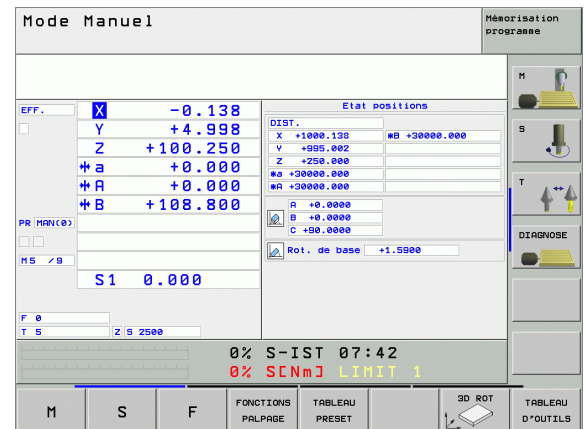 Mode Manuel
Mémorisation
programme
EFF.
X -0.138
Y +4.998
Z +100.250
a +0.000
A +0.000
B +108.800
PR MAN(0)
M5 /9
S1 0.000
F 0
T 5 Z S 2500
Etat positions
DIST.
X +1000.138 *B +30000.000
Y +995.002
Z +250.000
*a +30000.000
*A +30000.000
A +0.0000
B +0.0000
C +90.0000
Rot. de base +1.5900
0% S-IST 07:42
0% S[Nm] LIMIT 1
M
S
T
DIAGNOSE
M
S
F
FONCTIONS
PALPAGE
TABLEAU
PRESET
3D ROT
TABLEAU
D'OUTILS